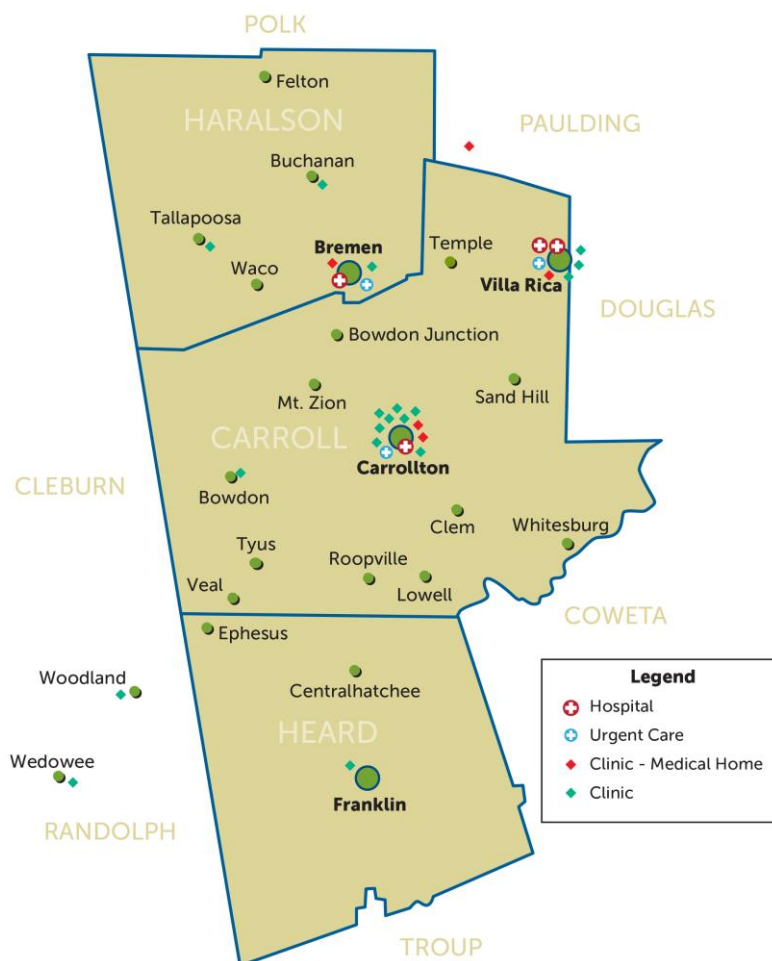 POLK
Felton
HARALSON
PAULDING
Buchanan
Tallapoosa
Bremen
Temple
Waco
Villa Rica
DOUGLAS
Bowdon Junction
Mt. Zion
Sand Hill
CARROLL
Carrollton
CLEBURN
Bowdon
Clem
Whitesburg
Tyus
Roopville
Veal
Lowell
COWETA
Ephesus
Woodland
Centralhatchee
Legend
Hospital
HEARD
Urgent Care
Wedowee
Clinic - Medical Home
Clinic
Franklin
RANDOLPH
TROUP